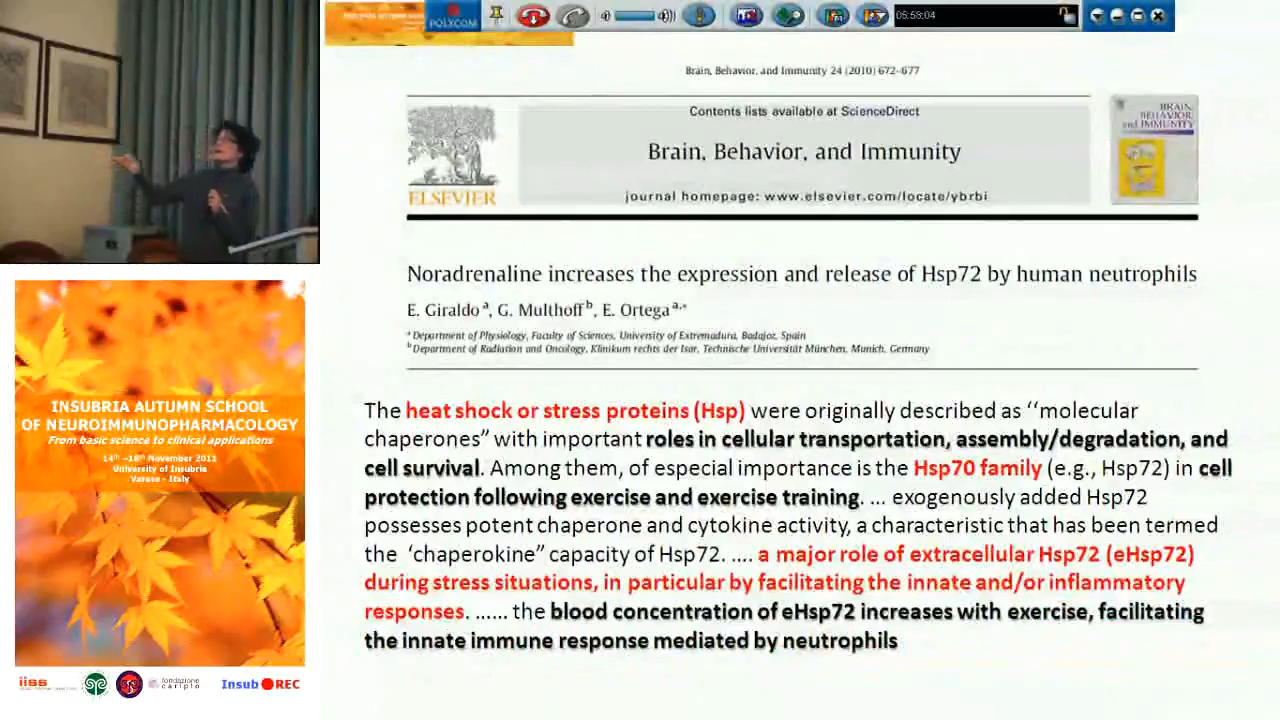 POLYCOM
05:58:04
Brain, Behavior, and Immunity 24 (2010) 672–677
Contents lists available at ScienceDirect
Brain, Behavior, and Immunity
journal homepage: www.elsevier.com/locate/ybrbi
ELSEVIER
BRAIN,
BEHAVIOR,
and IMMUNITY
Noradrenaline increases the expression and release of Hsp72 by human neutrophils
E. Giraldo a, G. Multhoff b, E. Ortega a,*
a Department of Physiology, Faculty of Sciences, University of Extremadura, Badajoz, Spain
b Department of Radiation and Oncology, Klinikum rechts der Isar, Technische Universität München, Munich, Germany
The heat shock or stress proteins (Hsp) were originally described as ‘‘molecular
chaperones” with important roles in cellular transportation, assembly/degradation, and
cell survival. Among them, of especial importance is the Hsp70 family (e.g., Hsp72) in cell
protection following exercise and exercise training. ... exogenously added Hsp72
possesses potent chaperone and cytokine activity, a characteristic that has been termed
the ‘chaperokine” capacity of Hsp72. .... a major role of extracellular Hsp72 (eHsp72)
during stress situations, in particular by facilitating the innate and/or inflammatory
responses. ...... the blood concentration of eHsp72 increases with exercise, facilitating
the innate immune response mediated by neutrophils
INSUBRIA AUTUMN SCHOOL
OF NEUROIMMUNOPHARMACOLOGY
From basic science to clinical applications
14th –18th November 2011
University of Insubria
Varese - Italy
iiss
fondazione
cariplo
Insub REC